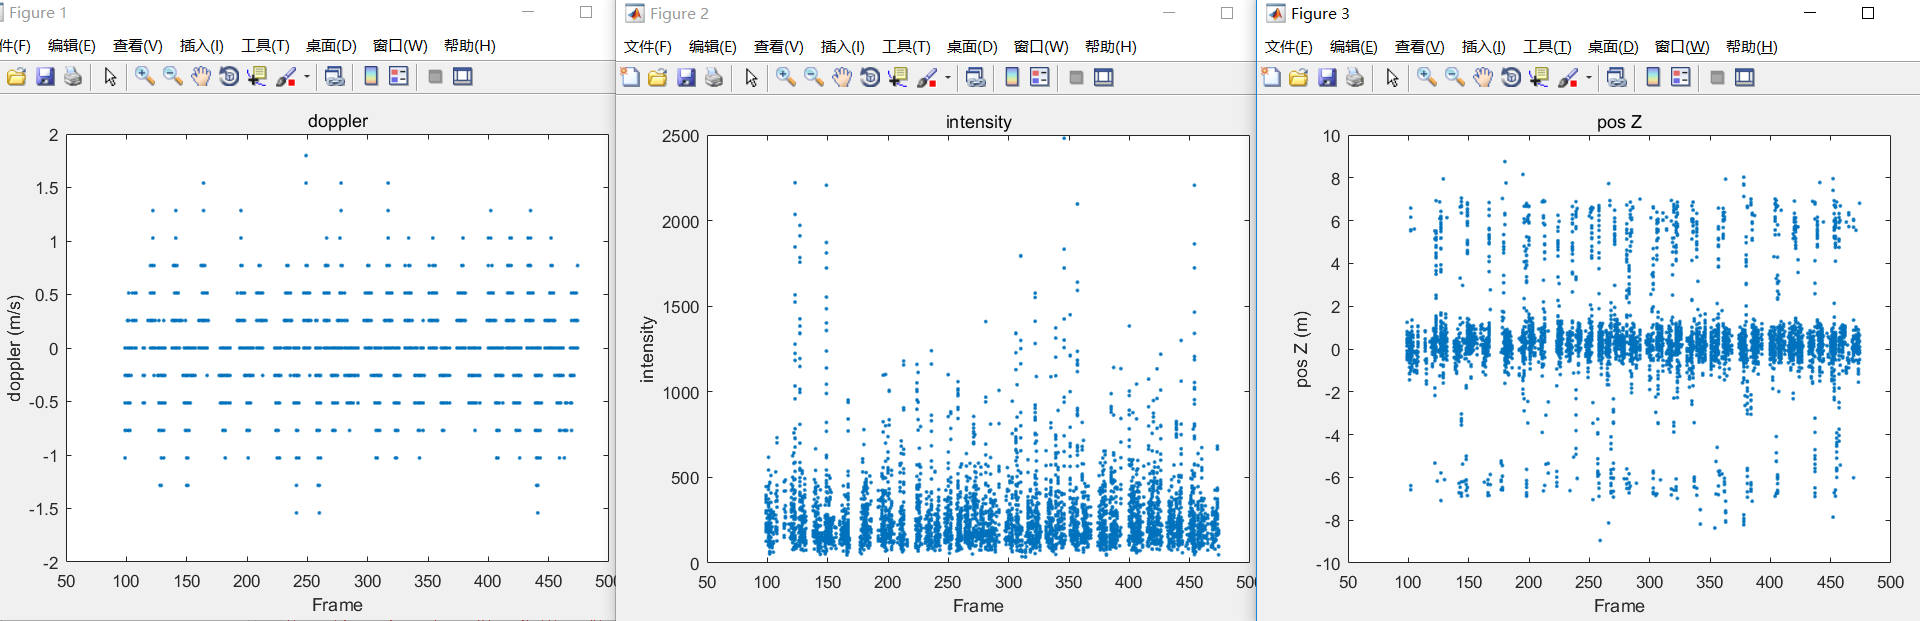 Figure 1
件(F) 编辑(E) 查看(V) 插入(I) 工具(T) 桌面(D) 窗口(W) 帮助(H)
doppler
2
1.5
1
0.5
0
-0.5
-1
-1.5
-2
doppler (m/s)
50 100 150 200 250 300 350 400 450 500
Frame
Figure 2
文件(F) 编辑(E) 查看(V) 插入(I) 工具(T) 桌面(D) 窗口(W) 帮助(H)
intensity
2500
2000
1500
1000
500
0
intensity
50 100 150 200 250 300 350 400 450 500
Frame
Figure 3
文件(F) 编辑(E) 查看(V) 插入(I) 工具(T) 桌面(D) 窗口(W) 帮助(H)
pos Z
10
8
6
4
2
0
-2
-4
-6
-8
-10
pos Z (m)
50 100 150 200 250 300 350 400 450 500
Frame